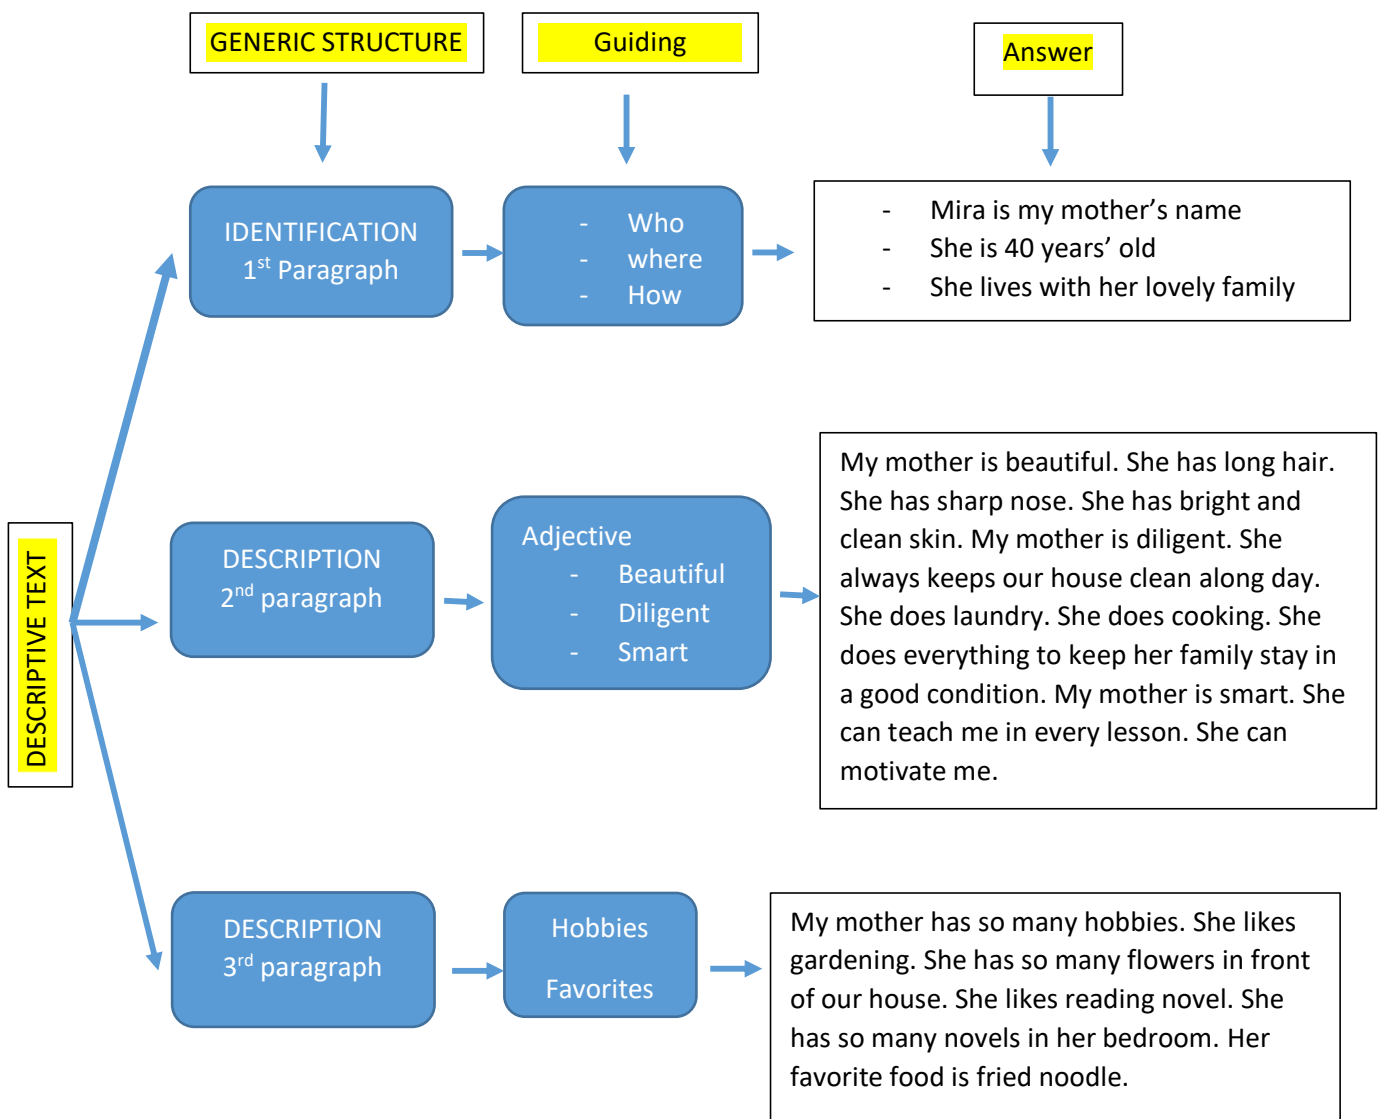 GENERIC STRUCTURE
Guiding
Answer
DESCRIPTIVE TEXT
IDENTIFICATION
1st Paragraph
- Who
- where
- How
- Mira is my mother’s name
- She is 40 years’ old
- She lives with her lovely family
DESCRIPTION
2nd paragraph
Adjective
- Beautiful
- Diligent
- Smart
My mother is beautiful. She has long hair.
She has sharp nose. She has bright and
clean skin. My mother is diligent. She
always keeps our house clean along day.
She does laundry. She does cooking. She
does everything to keep her family stay in
a good condition. My mother is smart. She
can teach me in every lesson. She can
motivate me.
DESCRIPTION
3rd paragraph
Hobbies
Favorites
My mother has so many hobbies. She likes
gardening. She has so many flowers in front
of our house. She likes reading novel. She
has so many novels in her bedroom. Her
favorite food is fried noodle.